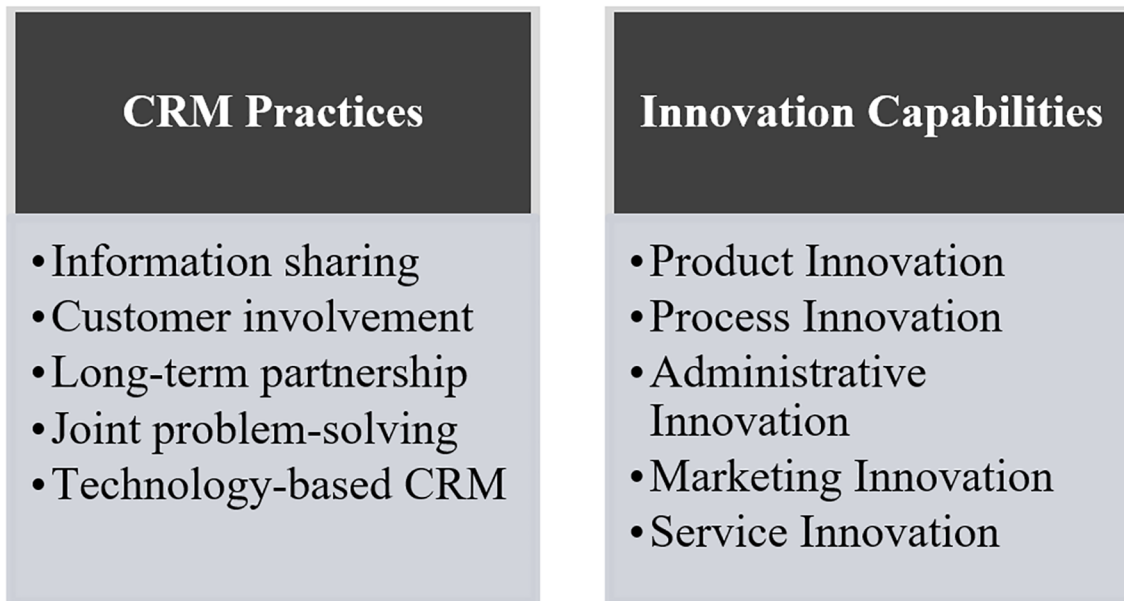 CRM Practices
• Information sharing
• Customer involvement
• Long-term partnership
• Joint problem-solving
• Technology-based CRM
Innovation Capabilities
• Product Innovation
• Process Innovation
• Administrative
Innovation
• Marketing Innovation
• Service Innovation